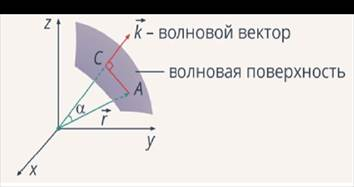 z
k – волновой вектор
C
волновая поверхность
A
α
r
y
x